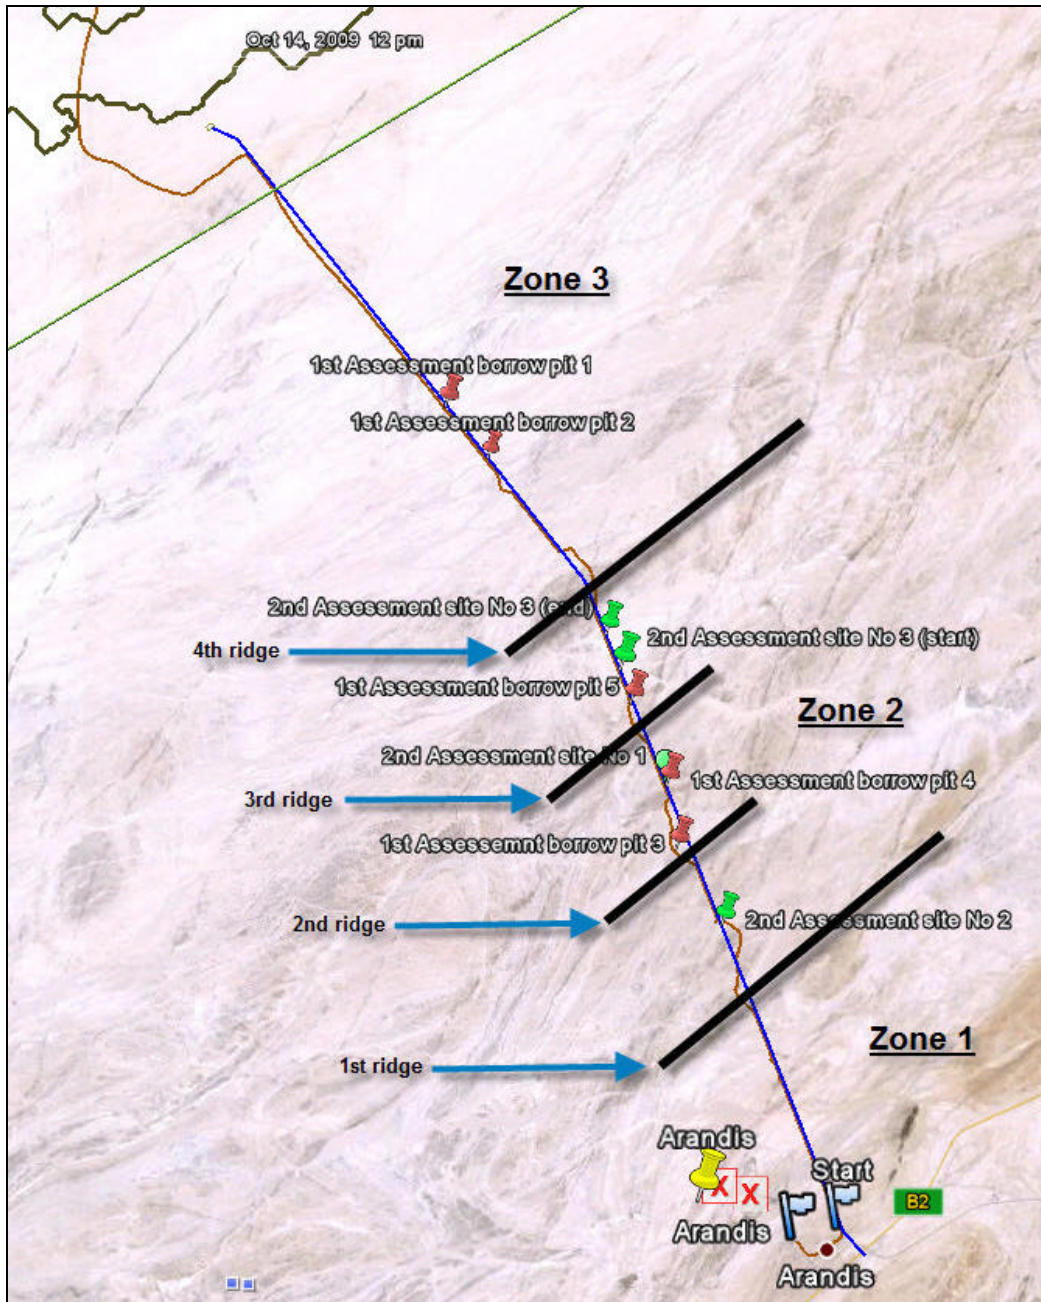 Oct 14, 2009 12 pm
Zone 3
1st Assessment borrow pit 1
1st Assessment borrow pit 2
2nd Assessment site No 3 (end)
2nd Assessment site No 3 (start)
4th ridge
1st Assessment borrow pit 5
Zone 2
2nd Assessment site No 1
1st Assessment borrow pit 4
3rd ridge
1st Assessemnt borrow pit 3
2nd ridge
2nd Assessment site No 2
Zone 1
1st ridge
Arandis
Start
X X
B2
Arandis
Arandis